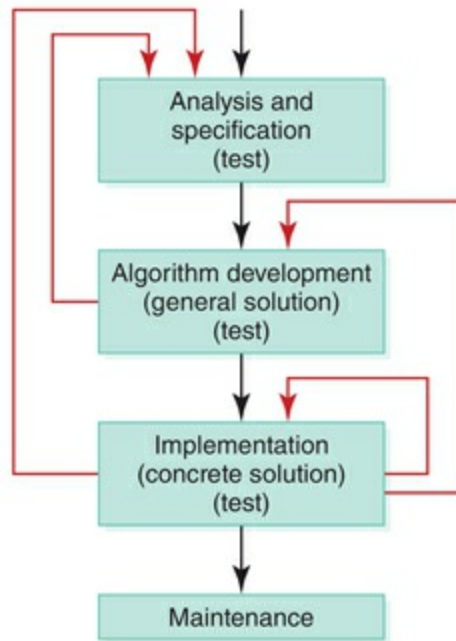 Analysis and
specification
(test)
Algorithm development
(general solution)
(test)
Implementation
(concrete solution)
(test)
Maintenance